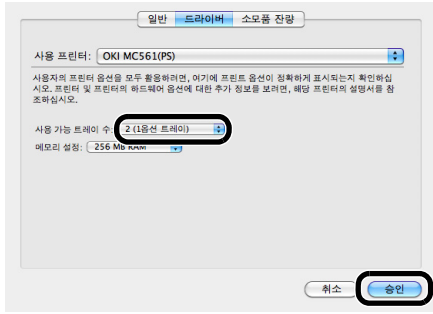 일반 드라이버 소모품 잔량
사용 프린터: OKI MC561(PS)
사용자의 프린터 옵션을 모두 활용하려면, 여기에 프린트 옵션이 정확하게 표시되는지 확인하십
시오. 프린터 및 프린터의 하드웨어 옵션에 대한 추가 정보를 보려면, 해당 프린터의 설명서를 참
조하십시오.
사용 가능 트레이 수: 2 (1옵션 트레이)
메모리 설정: 256 MB RAM
취소 승인